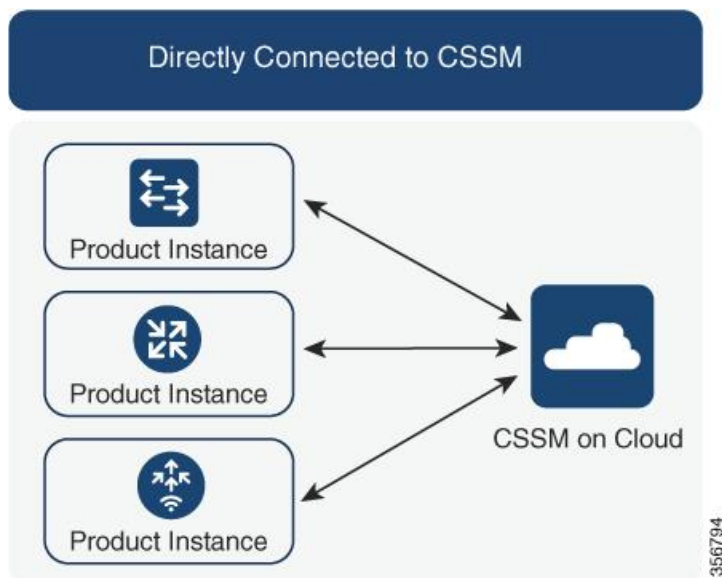 Directly Connected to CSSM
Product Instance
Product Instance
CSSM on Cloud
Product Instance
356794